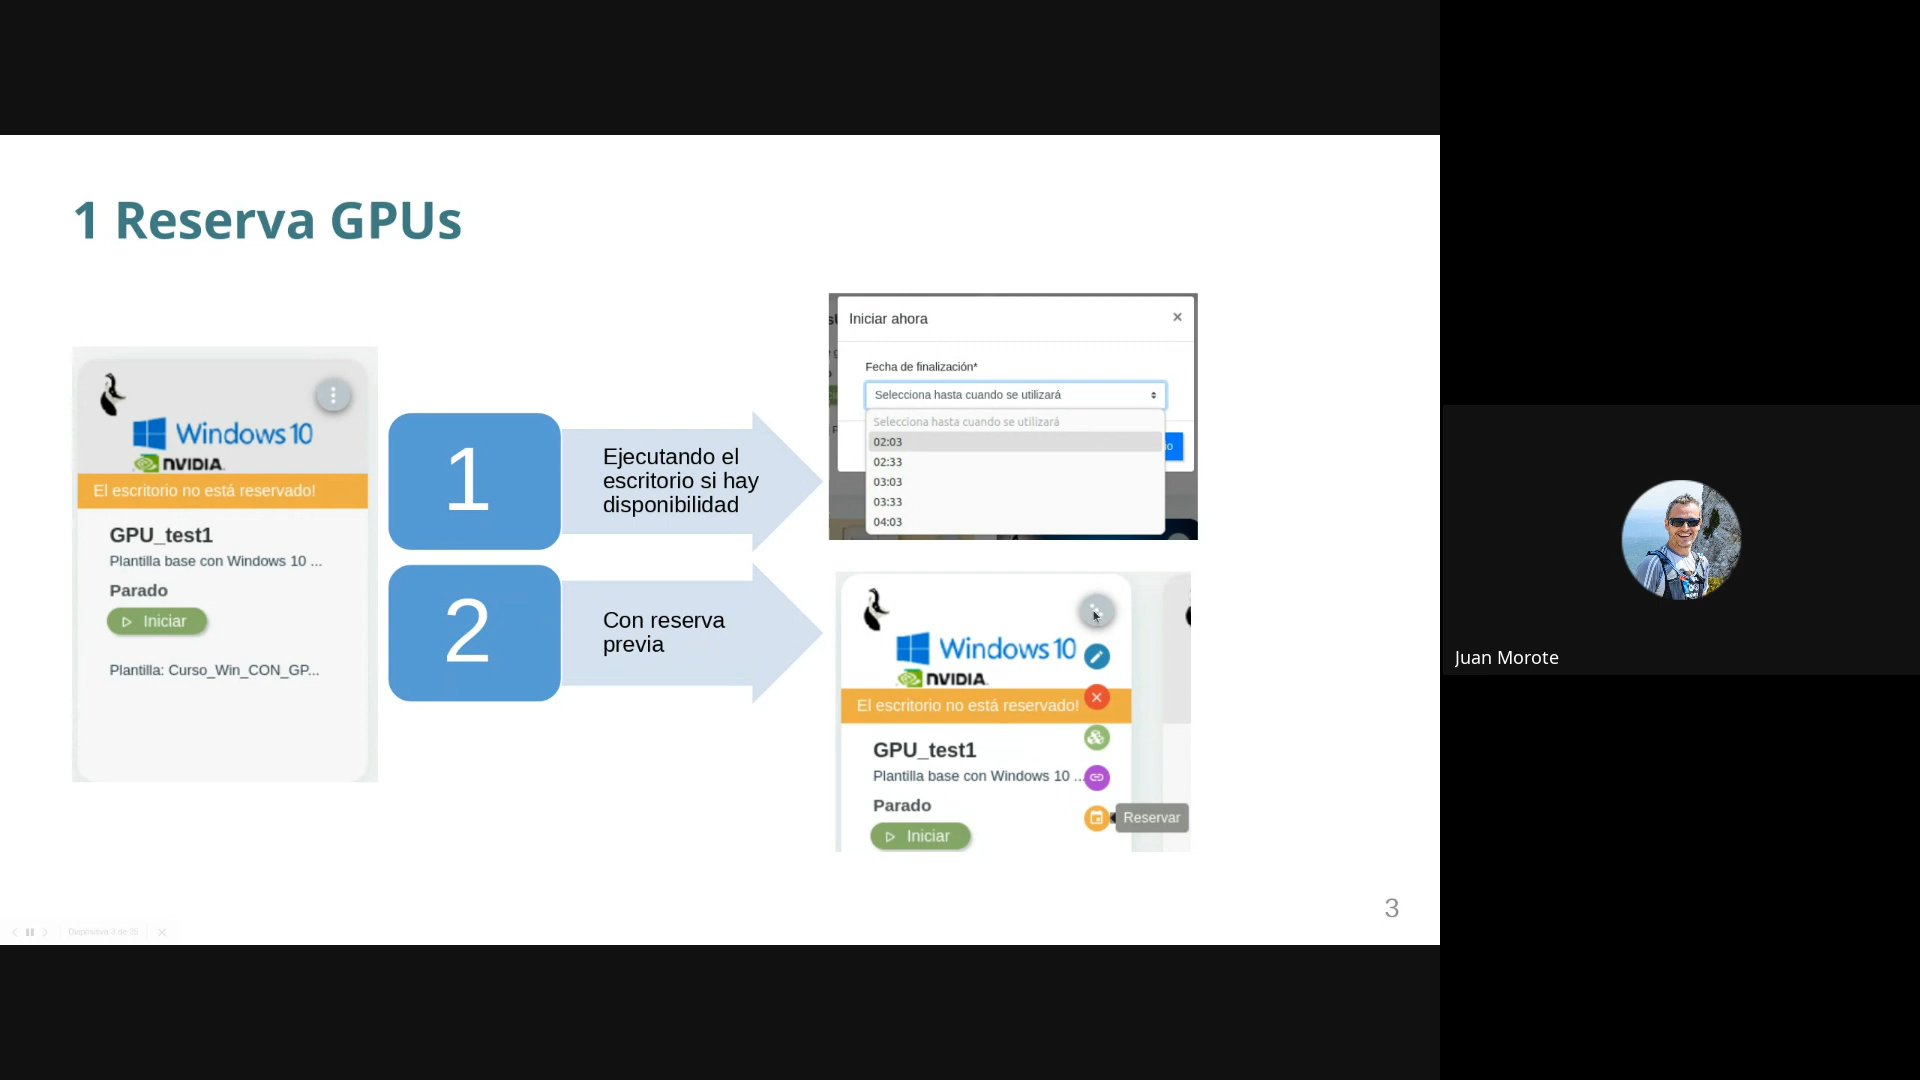 1 Reserva GPUs
Windows 10
NVIDIA.
El escritorio no está reservado!
GPU_test1
Plantilla base con Windows 10 ...
Parado
Iniciar
Plantilla: Curso_Win_CON_GP...
1
Ejecutando el
escritorio si hay
disponibilidad
2
Con reserva
previa
Iniciar ahora
×
Fecha de finalización*
Selecciona hasta cuando se utilizará
Selecciona hasta cuando se utilizará
02:03
02:33
03:03
03:33
04:03
Windows 10
NVIDIA.
El escritorio no está reservado!
GPU_test1
Plantilla base con Windows 10 ...
Parado
Reservar
Iniciar
3
Diapositiva 3 de 25
Juan Morote